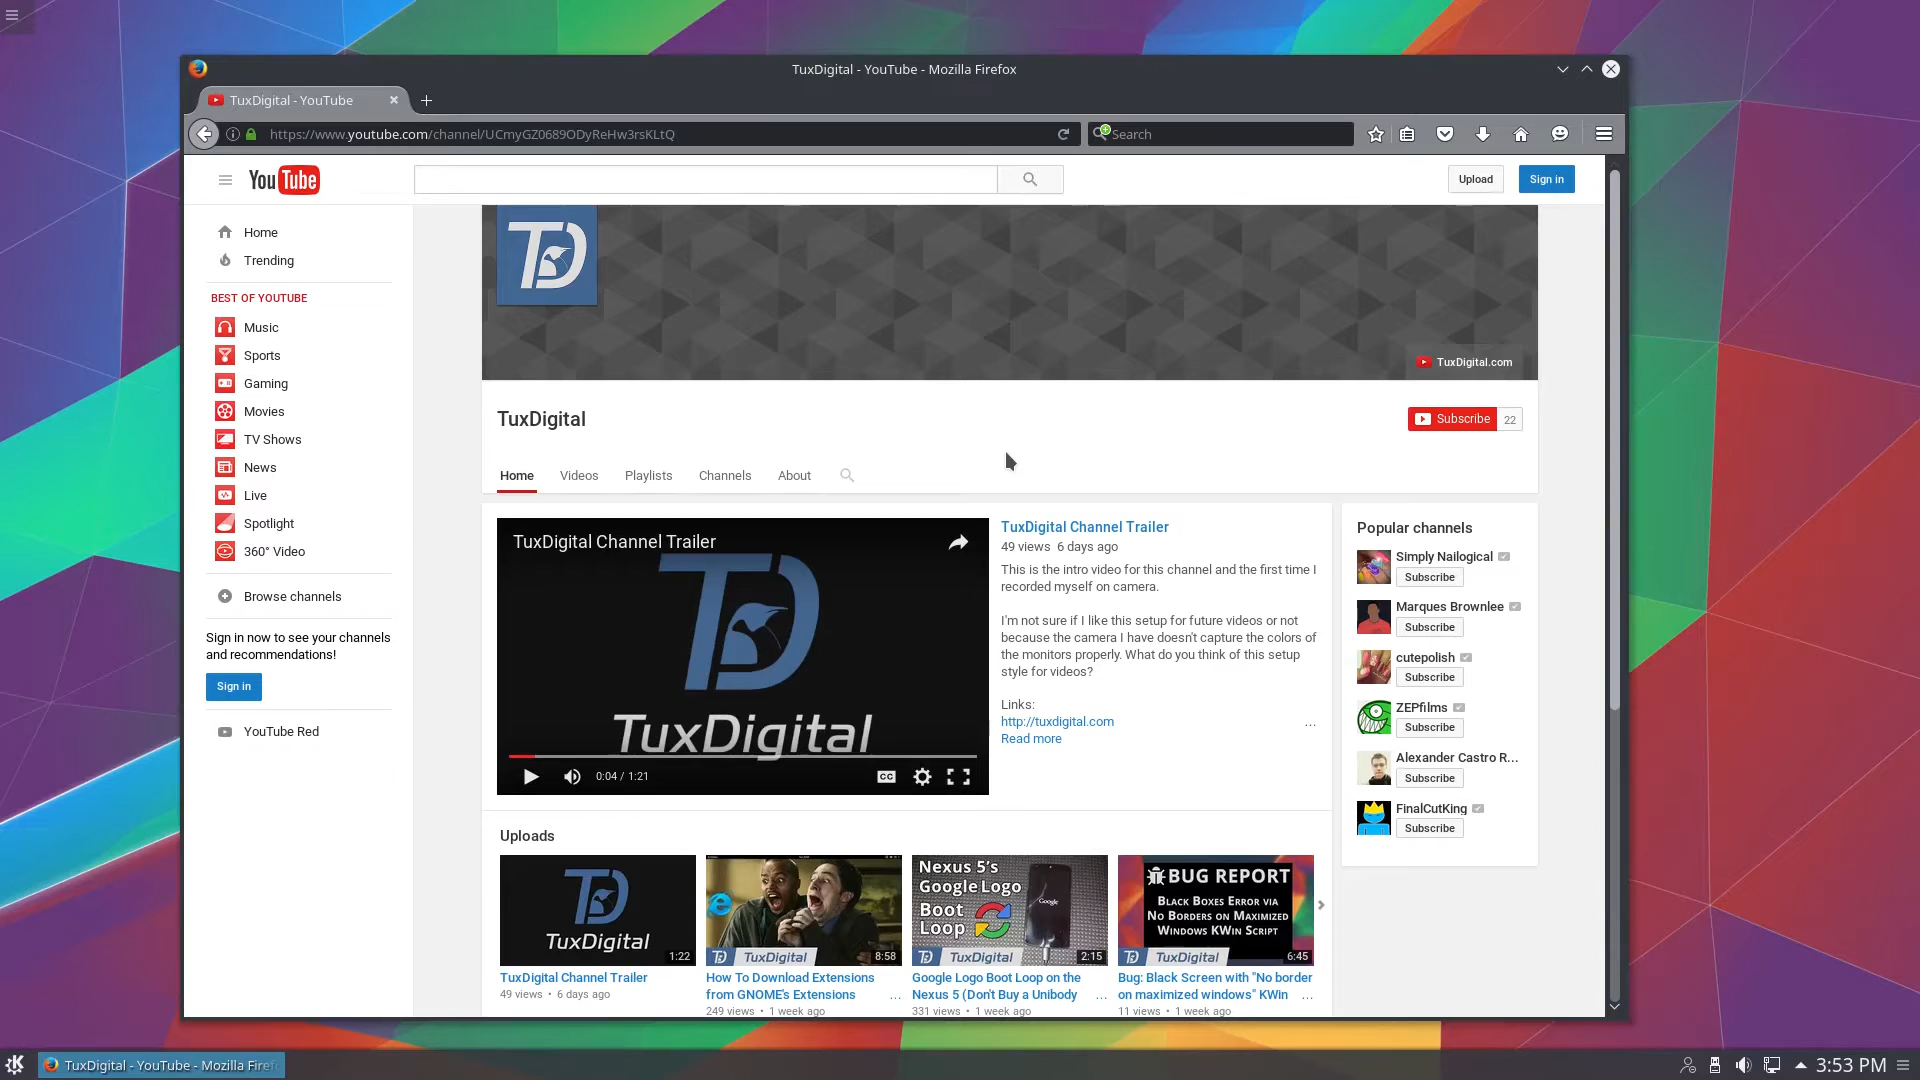 TuxDigital - YouTube - Mozilla Firefox
TuxDigital - YouTube
https://www.youtube.com/channel/UCmyGZ0689ODyReHw3rsKLtQ
Search
YouTube
Upload
Sign in
Home
Trending
BEST OF YOUTUBE
Music
Sports
Gaming
Movies
TV Shows
News
Live
Spotlight
360° Video
Browse channels
Sign in now to see your channels
and recommendations!
Sign in
YouTube Red
TD
TuxDigital.com
TuxDigital
Subscribe 22
Home Videos Playlists Channels About
TuxDigital Channel Trailer
TD
TuxDigital
0:04 / 1:21
CC
TuxDigital Channel Trailer
49 views 6 days ago
This is the intro video for this channel and the first time I
recorded myself on camera.
I'm not sure if I like this setup for future videos or not
because the camera I have doesn't capture the colors of
the monitors properly. What do you think of this setup
style for videos?
Links:
http://tuxdigital.com ...
Read more
Popular channels
Simply Nailogical
Subscribe
Marques Brownlee
Subscribe
cutepolish
Subscribe
ZEPfilms
Subscribe
Alexander Castro R...
Subscribe
FinalCutKing
Subscribe
Uploads
TD
TuxDigital
1:22
TuxDigital Channel Trailer
49 views • 6 days ago
TD TuxDigital
8:58
How To Download Extensions
from GNOME's Extensions ...
249 views • 1 week ago
Nexus 5's
Google Logo
Boot
Loop
Google
TD TuxDigital
2:15
Google Logo Boot Loop on the
Nexus 5 (Don't Buy a Unibody ...
331 views • 1 week ago
BUG REPORT
BLACK BOXES ERROR VIA
NO BORDERS ON MAXIMIZED
WINDOWS KWIN SCRIPT
TD TuxDigital
6:45
Bug: Black Screen with "No border
on maximized windows" KWin ...
11 views • 1 week ago
TuxDigital - YouTube - Mozilla Firef
3:53 PM